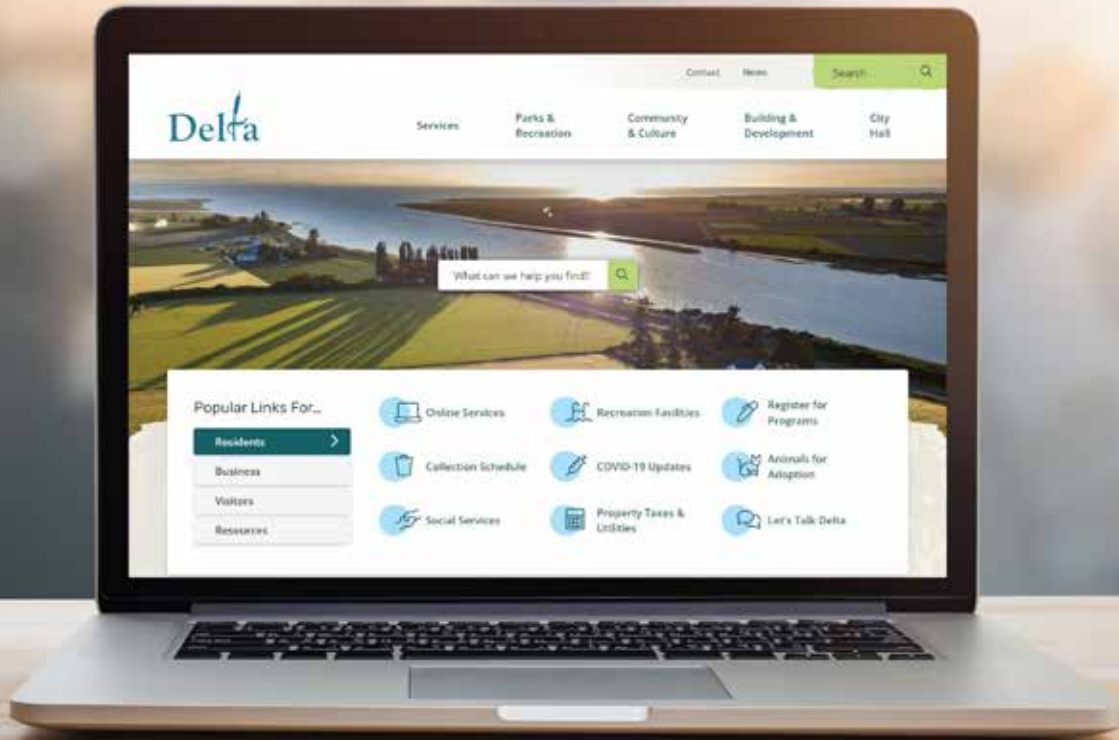 Contact News Search
Delta
Services
Parks &
Recreation
Community
& Culture
Building &
Development
City
Hall
What can we help you find?
Popular Links For...
Residents
Business
Visitors
Resources
Online Services
Recreation Facilities
Register for
Programs
Collection Schedule
COVID-19 Updates
Animals for
Adoption
Social Services
Property Taxes &
Utilities
Let's Talk Delta